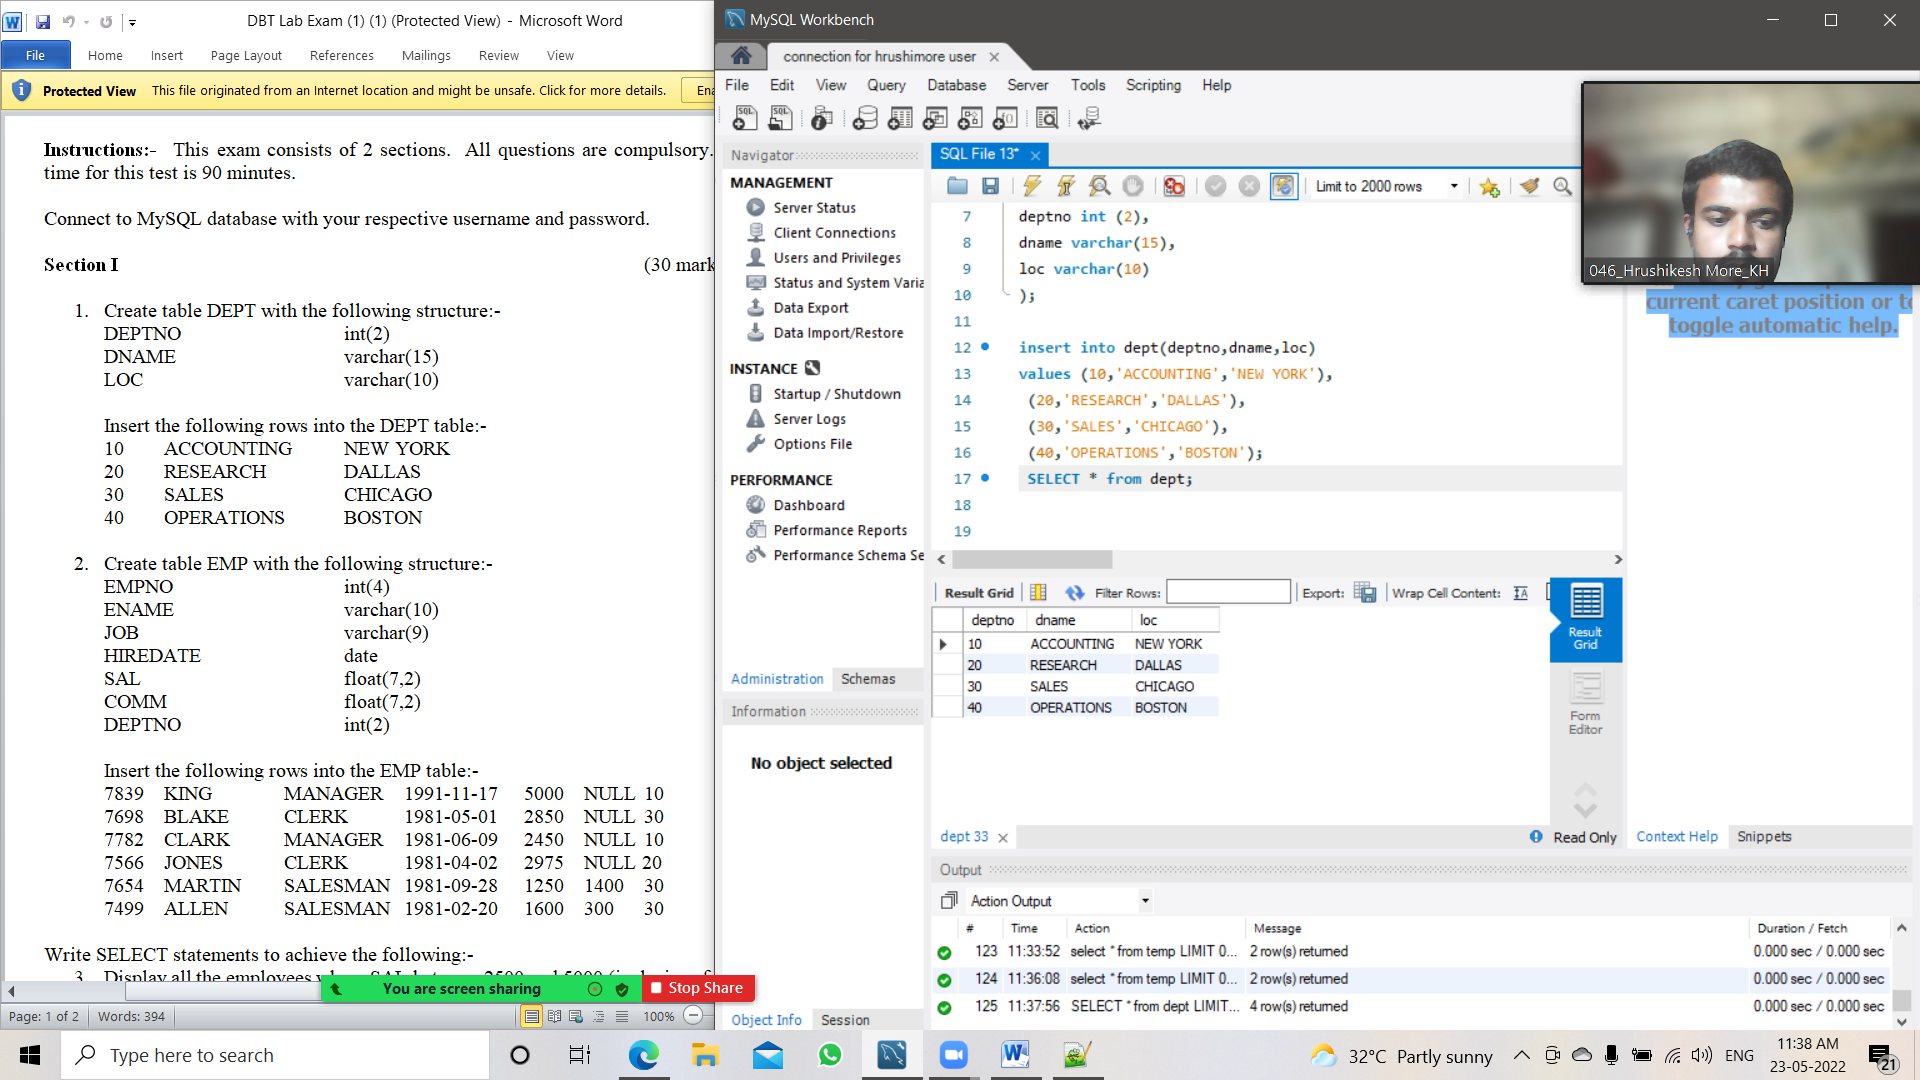 DBT Lab Exam (1) (1) (Protected View) - Microsoft Word
File Home Insert Page Layout References Mailings Review View
Protected View This file originated from an Internet location and might be unsafe. Click for more details.
Instructions:- This exam consists of 2 sections. All questions are compulsory.
time for this test is 90 minutes.
Connect to MySQL database with your respective username and password.
Section I (30 mark
1. Create table DEPT with the following structure:-
DEPTNO int(2)
DNAME varchar(15)
LOC varchar(10)
Insert the following rows into the DEPT table:-
10 ACCOUNTING NEW YORK
20 RESEARCH DALLAS
30 SALES CHICAGO
40 OPERATIONS BOSTON
2. Create table EMP with the following structure:-
EMPNO int(4)
ENAME varchar(10)
JOB varchar(9)
HIREDATE date
SAL float(7,2)
COMM float(7,2)
DEPTNO int(2)
Insert the following rows into the EMP table:-
7839 KING MANAGER 1991-11-17 5000 NULL 10
7698 BLAKE CLERK 1981-05-01 2850 NULL 30
7782 CLARK MANAGER 1981-06-09 2450 NULL 10
7566 JONES CLERK 1981-04-02 2975 NULL 20
7654 MARTIN SALESMAN 1981-09-28 1250 1400 30
7499 ALLEN SALESMAN 1981-02-20 1600 300 30
Write SELECT statements to achieve the following:-
3. Display all the employees
You are screen sharing Stop Share
Page: 1 of 2 Words: 394 100%
MySQL Workbench
connection for hrushimore user
File Edit View Query Database Server Tools Scripting Help
Navigator
MANAGEMENT
Server Status
Client Connections
Users and Privileges
Status and System Varia
Data Export
Data Import/Restore
INSTANCE
Startup / Shutdown
Server Logs
Options File
PERFORMANCE
Dashboard
Performance Reports
Performance Schema Se
Administration Schemas
Information
No object selected
Object Info Session
SQL File 13*
Limit to 2000 rows
7 deptno int (2),
8 dname varchar(15),
9 loc varchar(10)
10 );
11
12 insert into dept(deptno,dname,loc)
13 values (10,'ACCOUNTING','NEW YORK'),
14 (20,'RESEARCH','DALLAS'),
15 (30,'SALES','CHICAGO'),
16 (40,'OPERATIONS','BOSTON');
17 SELECT * from dept;
18
19
Result Grid Filter Rows: Export: Wrap Cell Content:
deptno dname loc
10 ACCOUNTING NEW YORK
20 RESEARCH DALLAS
30 SALES CHICAGO
40 OPERATIONS BOSTON
Result Grid
Form Editor
dept 33 Read Only
046_Hrushikesh More_KH
current caret position or to
toggle automatic help.
Context Help Snippets
Output
Action Output
# Time Action Message Duration / Fetch
123 11:33:52 select * from temp LIMIT 0... 2 row(s) returned 0.000 sec / 0.000 sec
124 11:36:08 select * from temp LIMIT 0... 2 row(s) returned 0.000 sec / 0.000 sec
125 11:37:56 SELECT * from dept LIMIT... 4 row(s) returned 0.000 sec / 0.000 sec
Type here to search
32°C Partly sunny ENG 11:38 AM
23-05-2022
21